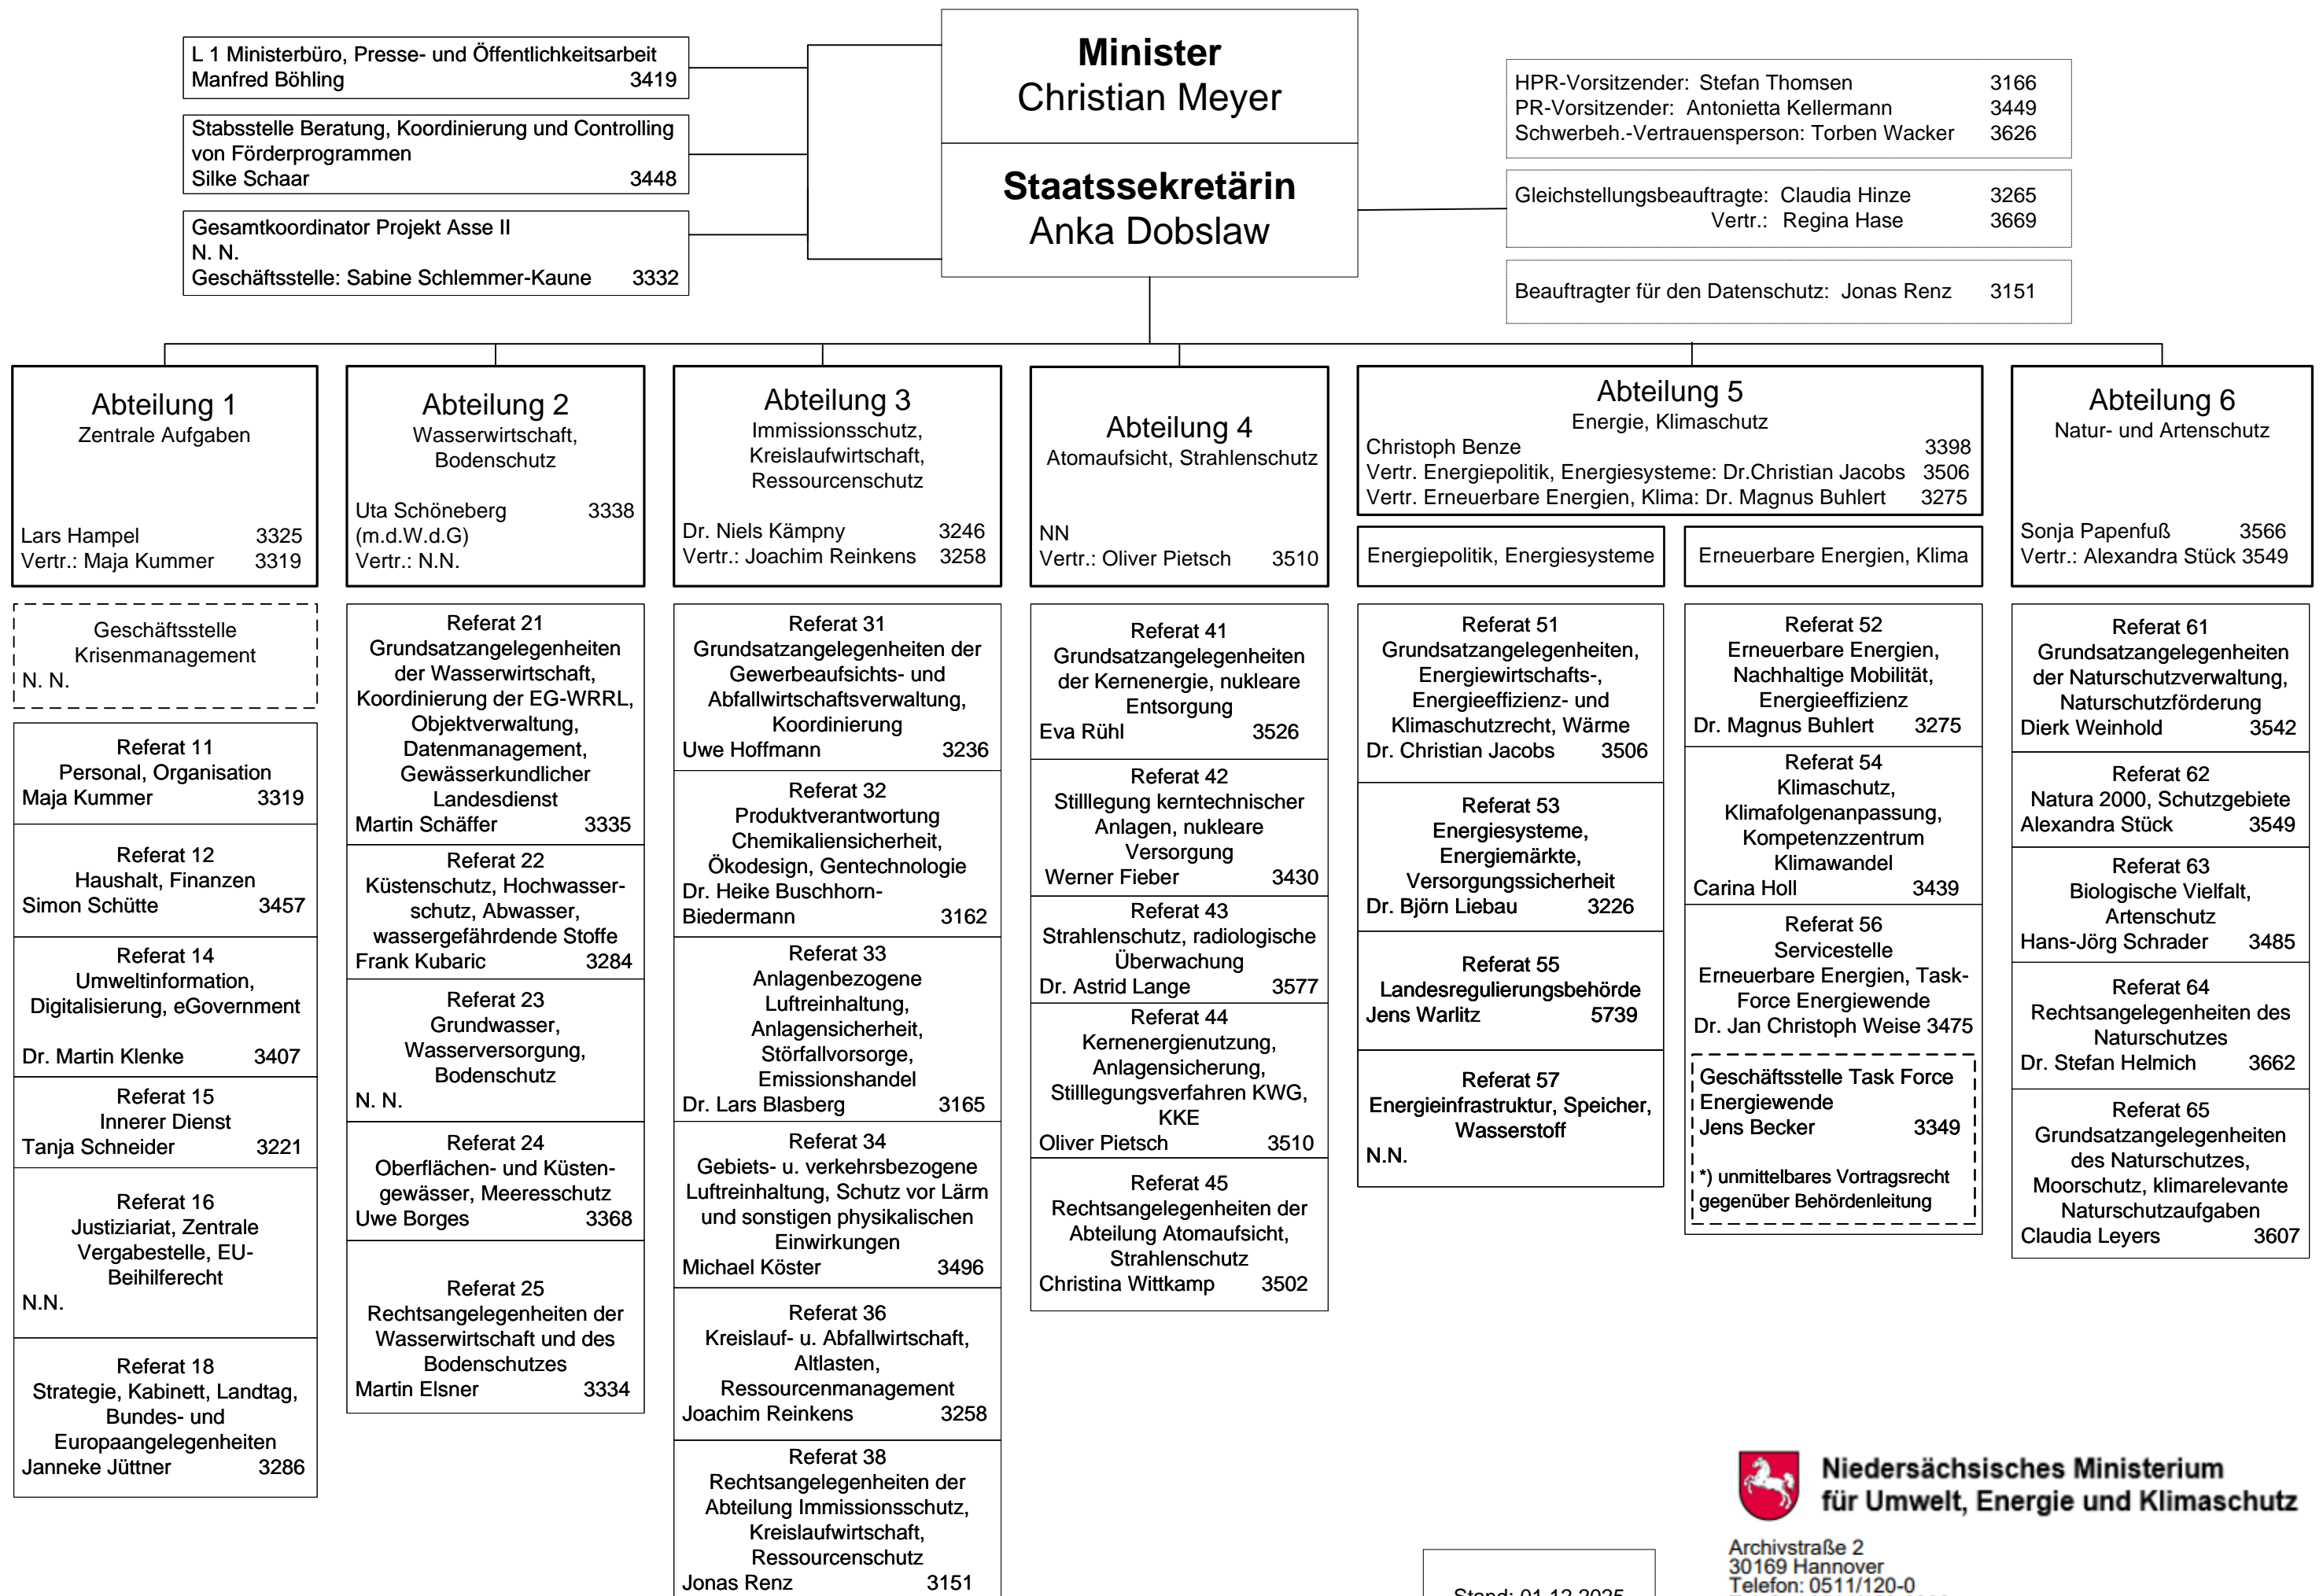 L 1 Ministerbüro, Presse- und Öffentlichkeitsarbeit
Manfred Böhling 3419
Stabsstelle Beratung, Koordinierung und Controlling
von Förderprogrammen
Silke Schaar 3448
Gesamtkoordinator Projekt Asse II
N. N.
Geschäftsstelle: Sabine Schlemmer-Kaune 3332
Minister
Christian Meyer
Staatssekretärin
Anka Dobslaw
HPR-Vorsitzender: Stefan Thomsen 3166
PR-Vorsitzender: Antonietta Kellermann 3449
Schwerbeh.-Vertrauensperson: Torben Wacker 3626
Gleichstellungsbeauftragte: Claudia Hinze 3265
Vertr.: Regina Hase 3669
Beauftragter für den Datenschutz: Jonas Renz 3151
Abteilung 1
Zentrale Aufgaben
Lars Hampel 3325
Vertr.: Maja Kummer 3319
Geschäftsstelle
Krisenmanagement
N. N.
Referat 11
Personal, Organisation
Maja Kummer 3319
Referat 12
Haushalt, Finanzen
Simon Schütte 3457
Referat 14
Umweltinformation,
Digitalisierung, eGovernment
Dr. Martin Klenke 3407
Referat 15
Innerer Dienst
Tanja Schneider 3221
Referat 16
Justiziariat, Zentrale
Vergabestelle, EU-
Beihilferecht
N.N.
Referat 18
Strategie, Kabinett, Landtag,
Bundes- und
Europaangelegenheiten
Janneke Jüttner 3286
Abteilung 2
Wasserwirtschaft,
Bodenschutz
Uta Schöneberg 3338
(m.d.W.d.G)
Vertr.: N.N.
Referat 21
Grundsatzangelegenheiten
der Wasserwirtschaft,
Koordinierung der EG-WRRL,
Objektverwaltung,
Datenmanagement,
Gewässerkundlicher
Landesdienst
Martin Schäffer 3335
Referat 22
Küstenschutz, Hochwasser-
schutz, Abwasser,
wassergefährdende Stoffe
Frank Kubaric 3284
Referat 23
Grundwasser,
Wasserversorgung,
Bodenschutz
N. N.
Referat 24
Oberflächen- und Küsten-
gewässer, Meeresschutz
Uwe Borges 3368
Referat 25
Rechtsangelegenheiten der
Wasserwirtschaft und des
Bodenschutzes
Martin Elsner 3334
Abteilung 3
Immissionsschutz,
Kreislaufwirtschaft,
Ressourcenschutz
Dr. Niels Kämpny 3246
Vertr.: Joachim Reinkens 3258
Referat 31
Grundsatzangelegenheiten der
Gewerbeaufsichts- und
Abfallwirtschaftsverwaltung,
Koordinierung
Uwe Hoffmann 3236
Referat 32
Produktverantwortung
Chemikaliensicherheit,
Ökodesign, Gentechnologie
Dr. Heike Buschhorn-
Biedermann 3162
Referat 33
Anlagenbezogene
Luftreinhaltung,
Anlagensicherheit,
Störfallvorsorge,
Emissionshandel
Dr. Lars Blasberg 3165
Referat 34
Gebiets- u. verkehrsbezogene
Luftreinhaltung, Schutz vor Lärm
und sonstigen physikalischen
Einwirkungen
Michael Köster 3496
Referat 36
Kreislauf- u. Abfallwirtschaft,
Altlasten,
Ressourcenmanagement
Joachim Reinkens 3258
Referat 38
Rechtsangelegenheiten der
Abteilung Immissionsschutz,
Kreislaufwirtschaft,
Ressourcenschutz
Jonas Renz 3151
Abteilung 4
Atomaufsicht, Strahlenschutz
NN
Vertr.: Oliver Pietsch 3510
Referat 41
Grundsatzangelegenheiten
der Kernenergie, nukleare
Entsorgung
Eva Rühl 3526
Referat 42
Stilllegung kerntechnischer
Anlagen, nukleare
Versorgung
Werner Fieber 3430
Referat 43
Strahlenschutz, radiologische
Überwachung
Dr. Astrid Lange 3577
Referat 44
Kernenergienutzung,
Anlagensicherung,
Stilllegungsverfahren KWG,
KKE
Oliver Pietsch 3510
Referat 45
Rechtsangelegenheiten der
Abteilung Atomaufsicht,
Strahlenschutz
Christina Wittkamp 3502
Abteilung 5
Energie, Klimaschutz
Christoph Benze 3398
Vertr. Energiepolitik, Energiesysteme: Dr.Christian Jacobs 3506
Vertr. Erneuerbare Energien, Klima: Dr. Magnus Buhlert 3275
Energiepolitik, Energiesysteme
Referat 51
Grundsatzangelegenheiten,
Energiewirtschafts-,
Energieeffizienz- und
Klimaschutzrecht, Wärme
Dr. Christian Jacobs 3506
Referat 53
Energiesysteme,
Energiemärkte,
Versorgungssicherheit
Dr. Björn Liebau 3226
Referat 55
Landesregulierungsbehörde
Jens Warlitz 5739
Referat 57
Energieinfrastruktur, Speicher,
Wasserstoff
N.N.
Erneuerbare Energien, Klima
Referat 52
Erneuerbare Energien,
Nachhaltige Mobilität,
Energieeffizienz
Dr. Magnus Buhlert 3275
Referat 54
Klimaschutz,
Klimafolgenanpassung,
Kompetenzzentrum
Klimawandel
Carina Holl 3439
Referat 56
Servicestelle
Erneuerbare Energien, Task-
Force Energiewende
Dr. Jan Christoph Weise 3475
Geschäftsstelle Task Force
Energiewende
Jens Becker 3349
*) unmittelbares Vortragsrecht
gegenüber Behördenleitung
Abteilung 6
Natur- und Artenschutz
Sonja Papenfuß 3566
Vertr.: Alexandra Stück 3549
Referat 61
Grundsatzangelegenheiten
der Naturschutzverwaltung,
Naturschutzförderung
Dierk Weinhold 3542
Referat 62
Natura 2000, Schutzgebiete
Alexandra Stück 3549
Referat 63
Biologische Vielfalt,
Artenschutz
Hans-Jörg Schrader 3485
Referat 64
Rechtsangelegenheiten des
Naturschutzes
Dr. Stefan Helmich 3662
Referat 65
Grundsatzangelegenheiten
des Naturschutzes,
Moorschutz, klimarelevante
Naturschutzaufgaben
Claudia Leyers 3607
Stand: 01.12.2025
Niedersächsisches Ministerium
für Umwelt, Energie und Klimaschutz
Archivstraße 2
30169 Hannover
Telefon: 0511/120-0